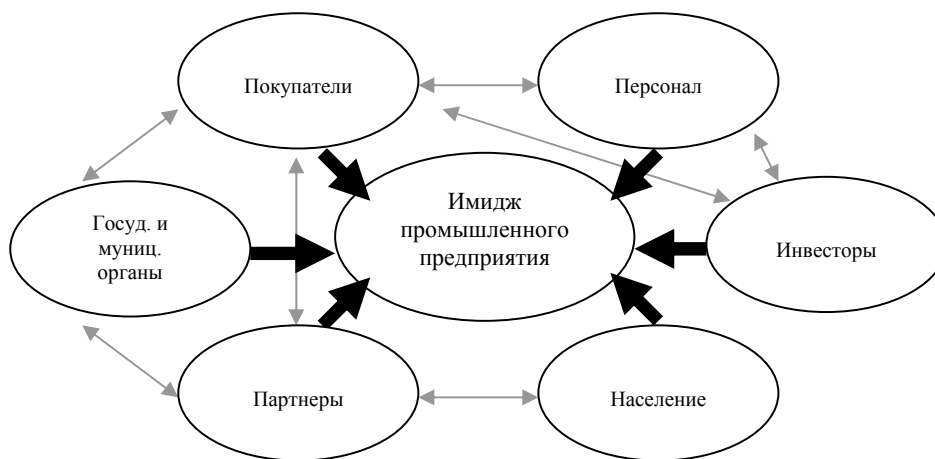 Покупатели
Персонал
Имидж
промышленного
предприятия
Госуд. и
муниц.
органы
Инвесторы
Партнеры
Население